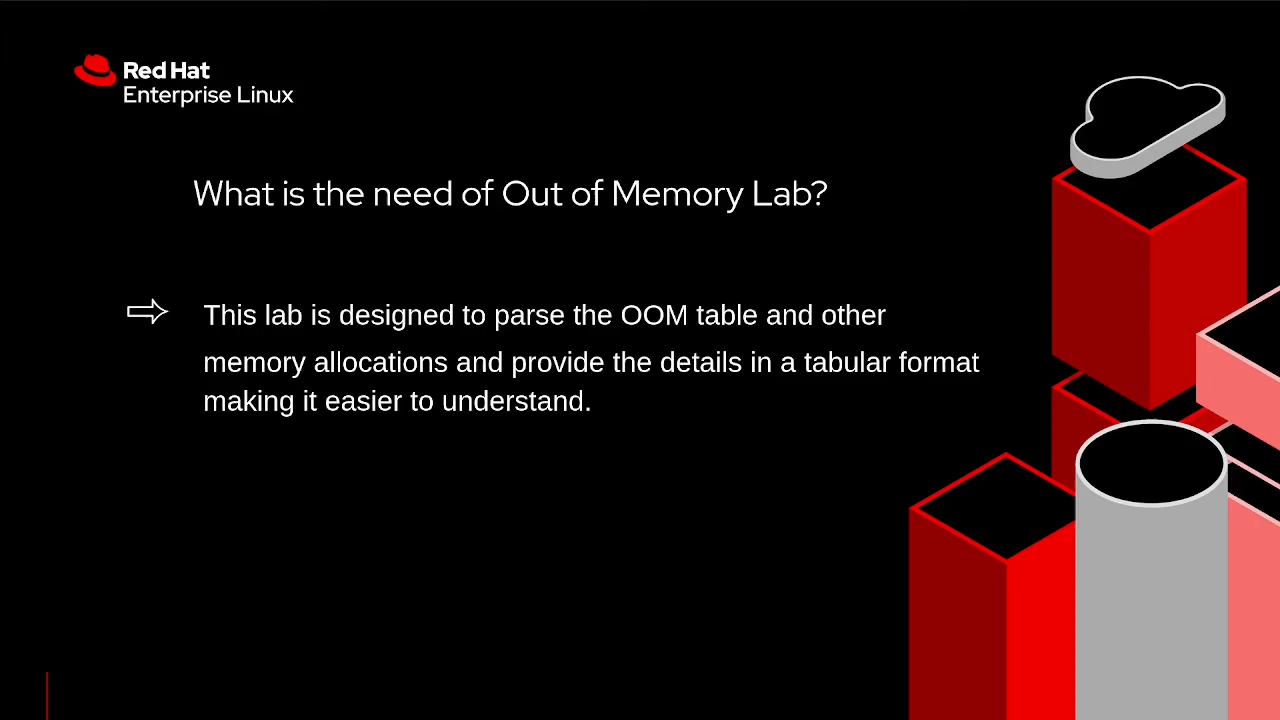 Red Hat
Enterprise Linux
What is the need of Out of Memory Lab?
This lab is designed to parse the OOM table and other
memory allocations and provide the details in a tabular format
making it easier to understand.